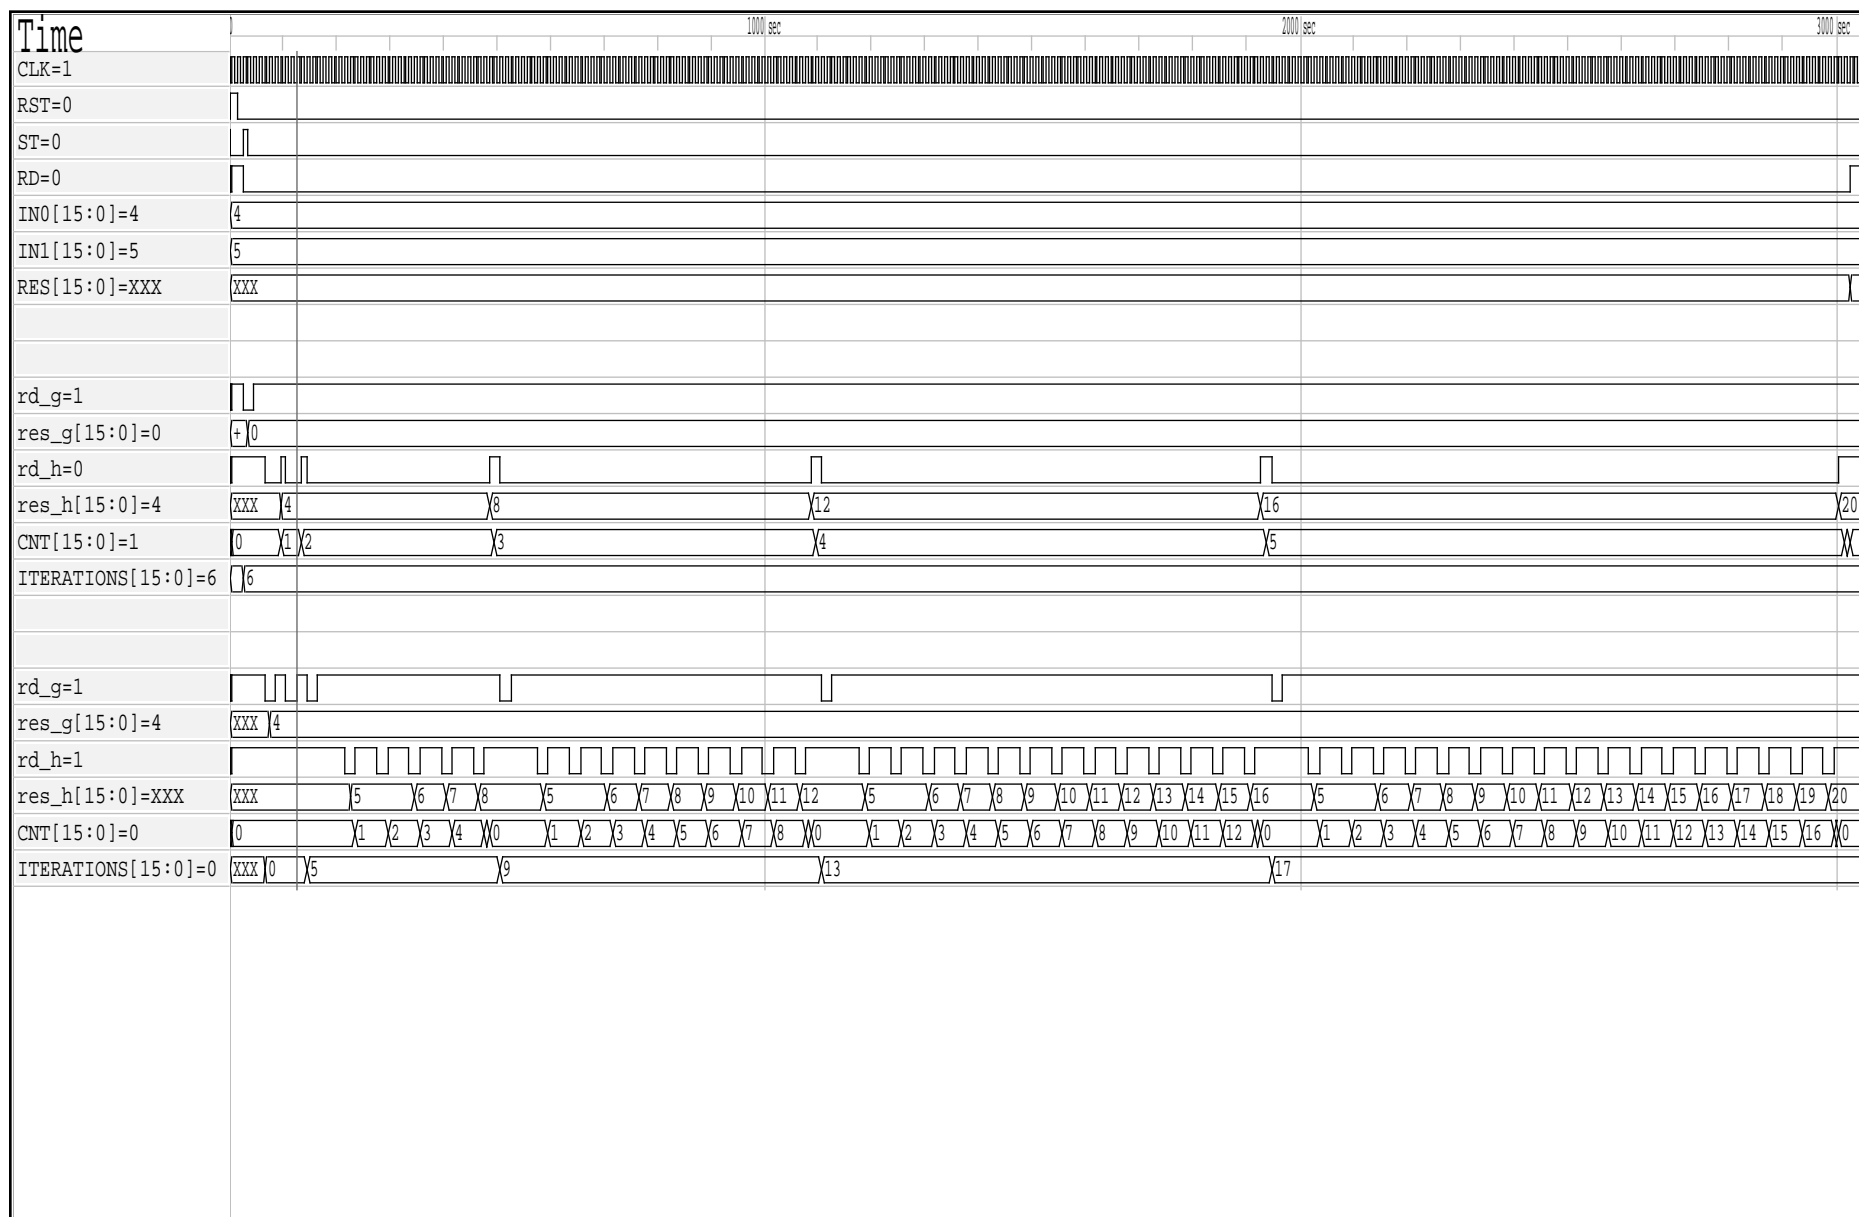 Time 0 1000 sec 2000 sec 3000 sec
CLK=1
RST=0
ST=0
RD=0
IN0[15:0]=4 4
IN1[15:0]=5 5
RES[15:0]=XXX XXX
rd_g=1
res_g[15:0]=0 + 0
rd_h=0
res_h[15:0]=4 XXX 4 8 12 16 20
CNT[15:0]=1 0 1 2 3 4 5
ITERATIONS[15:0]=6 6
rd_g=1
res_g[15:0]=4 XXX 4
rd_h=1
res_h[15:0]=XXX XXX 5 6 7 8 5 6 7 8 9 10 11 12 5 6 7 8 9 10 11 12 13 14 15 16 5 6 7 8 9 10 11 12 13 14 15 16 17 18 19 20
CNT[15:0]=0 0 1 2 3 4 0 1 2 3 4 5 6 7 8 0 1 2 3 4 5 6 7 8 9 10 11 12 0 1 2 3 4 5 6 7 8 9 10 11 12 13 14 15 16 0
ITERATIONS[15:0]=0 XXX 0 5 9 13 17